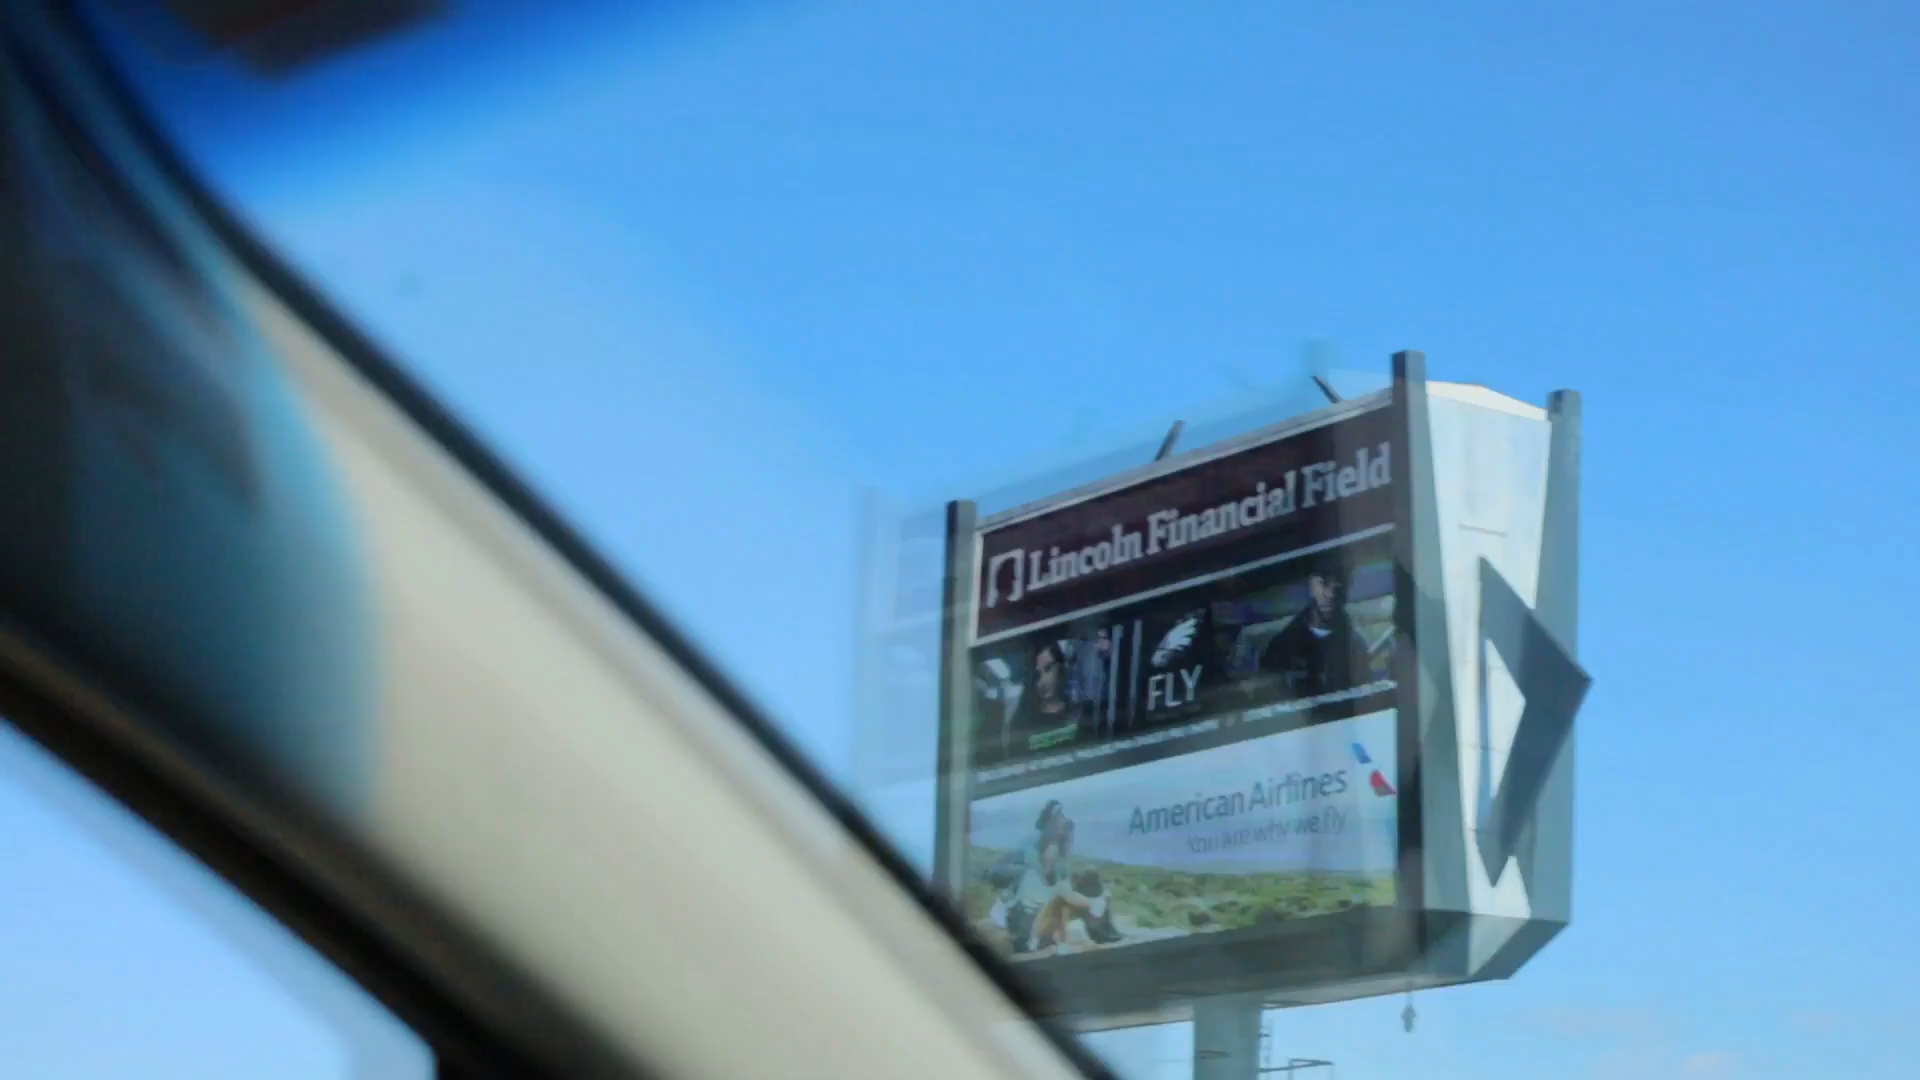 Lincoln Financial Field
FLY
American Airlines
You are why we fly